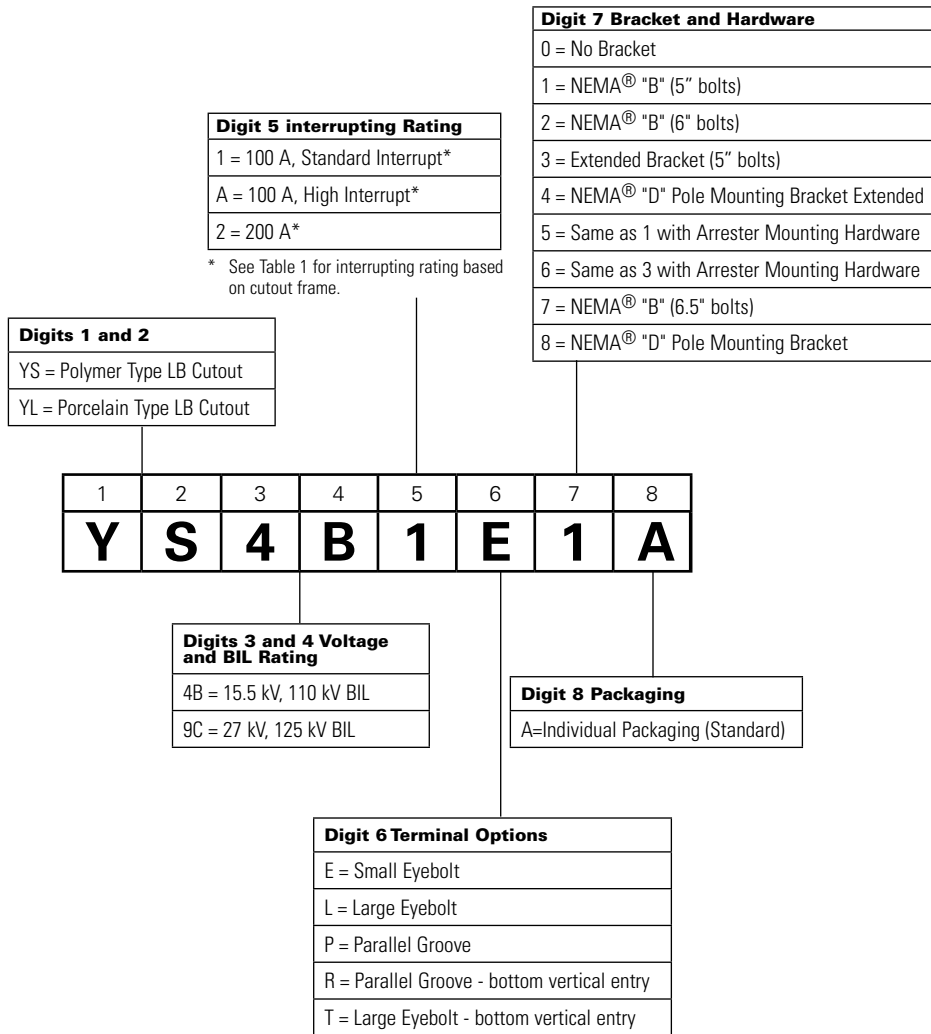 Digit 7 Bracket and Hardware
0 = No Bracket
1 = NEMA® "B" (5” bolts)
2 = NEMA® "B" (6" bolts)
3 = Extended Bracket (5” bolts)
4 = NEMA® "D" Pole Mounting Bracket Extended
5 = Same as 1 with Arrester Mounting Hardware
6 = Same as 3 with Arrester Mounting Hardware
7 = NEMA® "B" (6.5" bolts)
8 = NEMA® "D" Pole Mounting Bracket
Digit 5 interrupting Rating
1 = 100 A, Standard Interrupt*
A = 100 A, High Interrupt*
2 = 200 A*
* See Table 1 for interrupting rating based
on cutout frame.
Digits 1 and 2
YS = Polymer Type LB Cutout
YL = Porcelain Type LB Cutout
1 2 3 4 5 6 7 8
Y S 4 B 1 E 1 A
Digits 3 and 4 Voltage
and BIL Rating
4B = 15.5 kV, 110 kV BIL
9C = 27 kV, 125 kV BIL
Digit 8 Packaging
A=Individual Packaging (Standard)
Digit 6 Terminal Options
E = Small Eyebolt
L = Large Eyebolt
P = Parallel Groove
R = Parallel Groove - bottom vertical entry
T = Large Eyebolt - bottom vertical entry